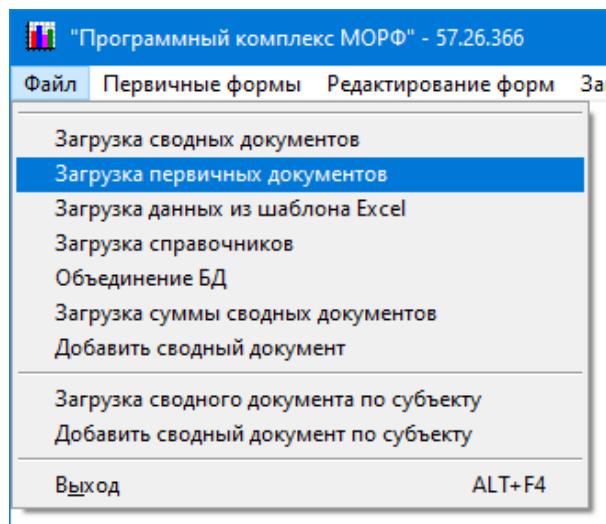 "Программный комплекс МОРФ" - 57.26.366
Файл Первичные формы Редактирование форм За
Загрузка сводных документов
Загрузка первичных документов
Загрузка данных из шаблона Excel
Загрузка справочников
Объединение БД
Загрузка суммы сводных документов
Добавить сводный документ
Загрузка сводного документа по субъекту
Добавить сводный документ по субъекту
Выход ALT+F4